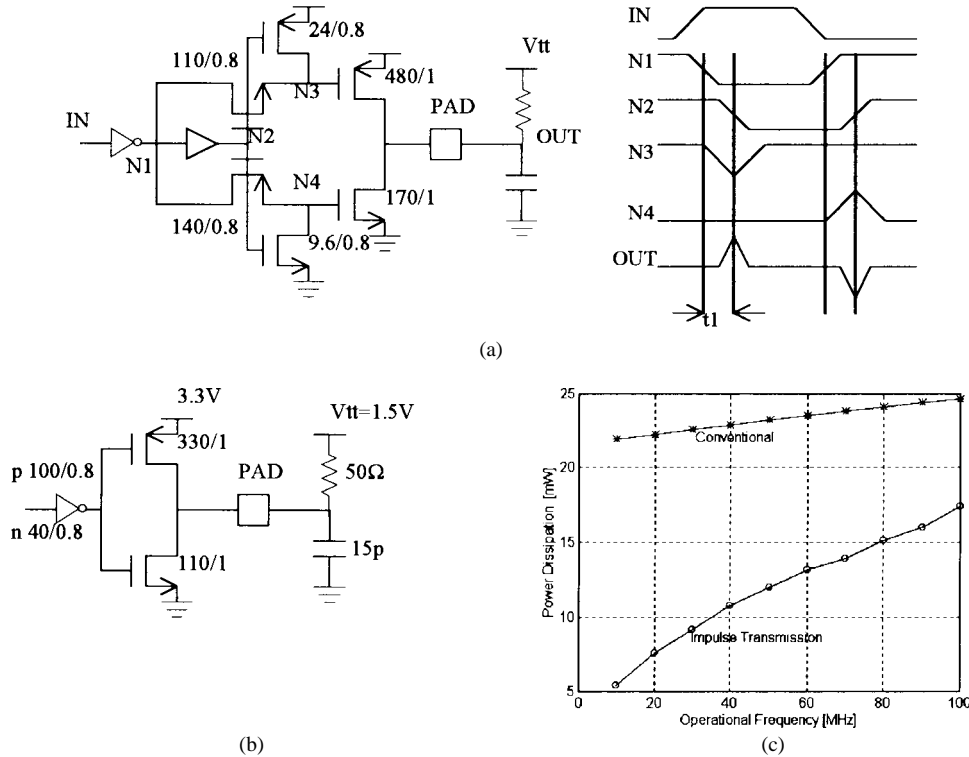 24/0.8
110/0.8
N3
480/1
Vtt
IN
N1
N2
PAD
OUT
N4
140/0.8
9.6/0.8
170/1
IN
N1
N2
N3
N4
OUT
t1
(a)
3.3V
330/1
Vtt=1.5V
p 100/0.8
n 40/0.8
PAD
50Ω
15p
110/1
(b)
25
20
15
10
5
Power Dissipation [mW]
Conventional
Impulse Transmission
0 20 40 60 80 100
Operational Frequency [MHz]
(c)